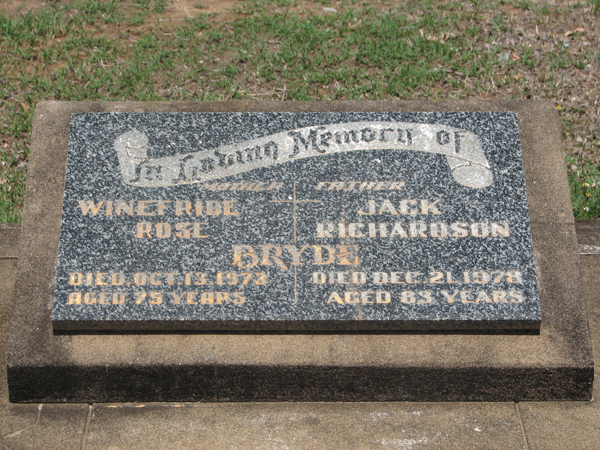 In Loving Memory of
MOTHER FATHER
WINEFRIDE JACK
ROSE RICHARDSON
BRYDE
DIED OCT. 13, 1973 DIED DEC. 21, 1978
AGED 75 YEARS AGED 83 YEARS